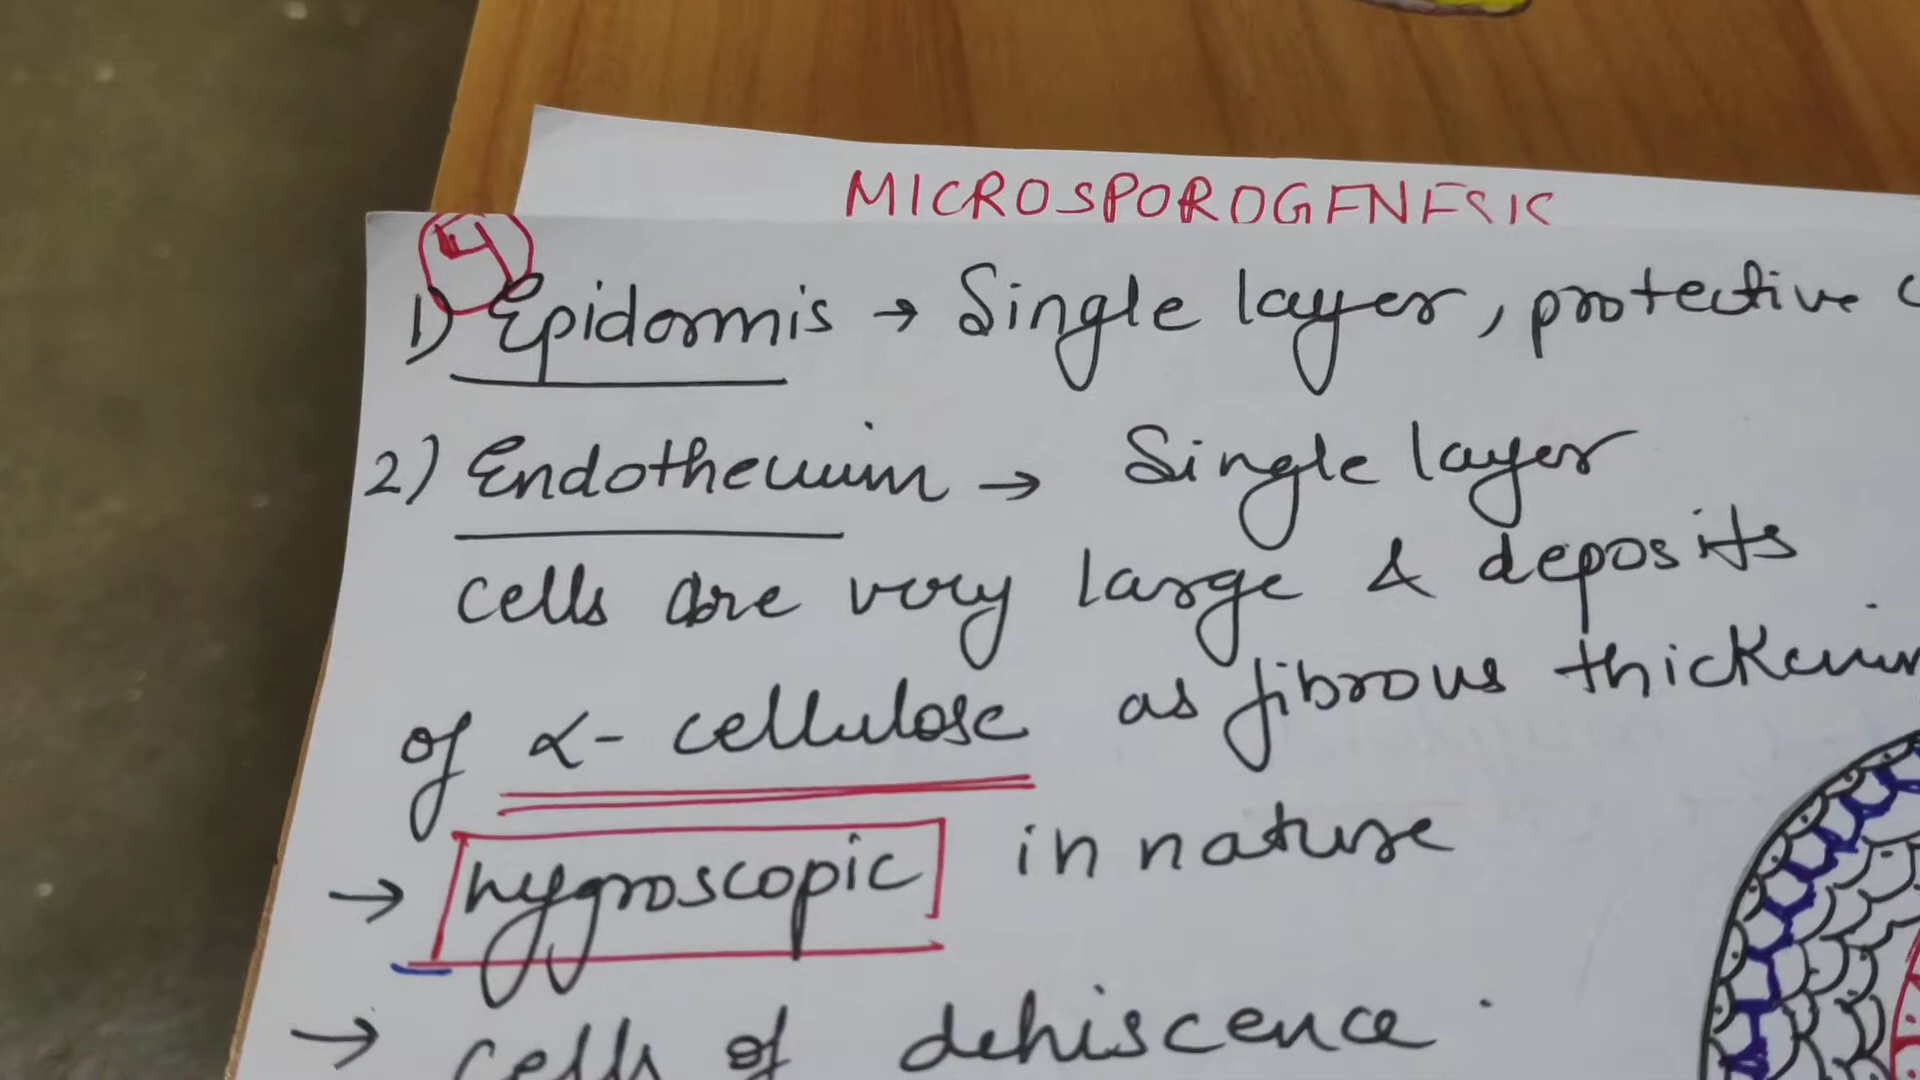 MICROSPOROGENESIS
4
1) Epidermis → Single layer, protective
2) Endothecium → Single layer
cells are very large & deposits
of α- cellulose as fibrous
→ hygroscopic in nature
→ cells of dehiscence